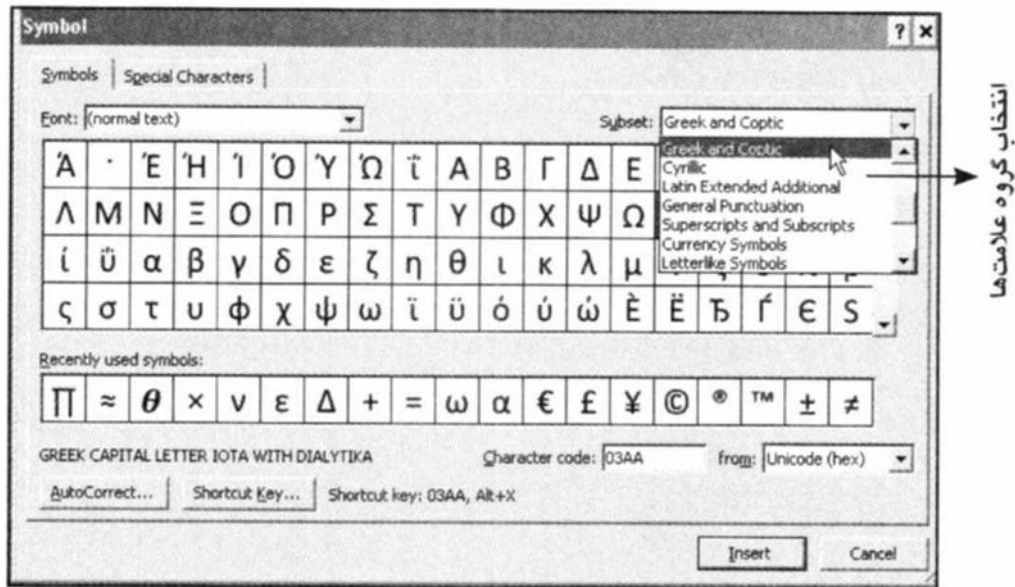 Symbol
Symbols Special Characters
Font: (normal text) Subset: Greek and Coptic
Greek and Coptic
Cyrillic
Latin Extended Additional
General Punctuation
Superscripts and Subscripts
Currency Symbols
Letterlike Symbols
Ά · Έ Ή Ί Ό Ύ Ώ ΐ Α Β Γ Δ Ε
Λ Μ Ν Ξ Ο Π Ρ Σ Τ Υ Φ Χ Ψ Ω
ί ΰ α β γ δ ε ζ η θ ι κ λ μ
ς σ τ υ φ χ ψ ω ϊ ϋ ό ύ ώ Ѐ Ё Ђ Ѓ Є Ѕ
Recently used symbols:
∏ ≈ θ × ν ε Δ + = ω α € £ ¥ © ® ™ ± ≠
GREEK CAPITAL LETTER IOTA WITH DIALYTIKA Character code: 03AA from: Unicode (hex)
AutoCorrect... Shortcut Key... Shortcut key: 03AA, Alt+X
Insert Cancel
انتخاب گروه علامت‌ها